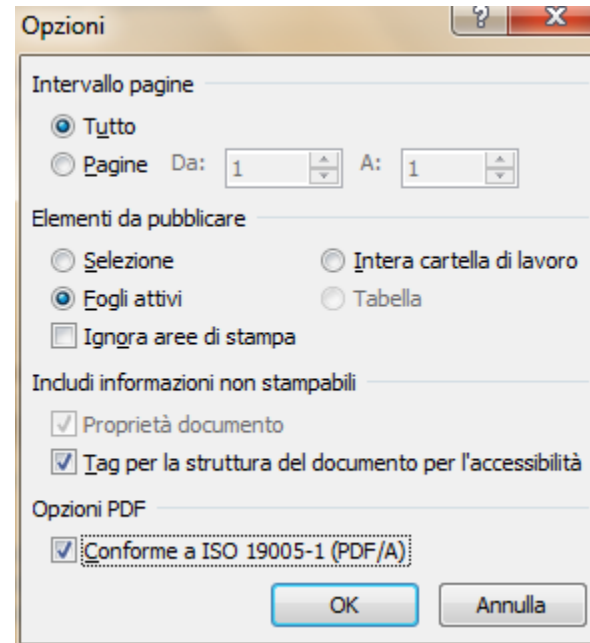 Opzioni
Intervallo pagine
Tutto
Pagine Da: 1 A: 1
Elementi da pubblicare
Selezione Intera cartella di lavoro
Fogli attivi Tabella
Ignora aree di stampa
Includi informazioni non stampabili
Proprietà documento
Tag per la struttura del documento per l'accessibilità
Opzioni PDF
Conforme a ISO 19005-1 (PDF/A)
OK Annulla